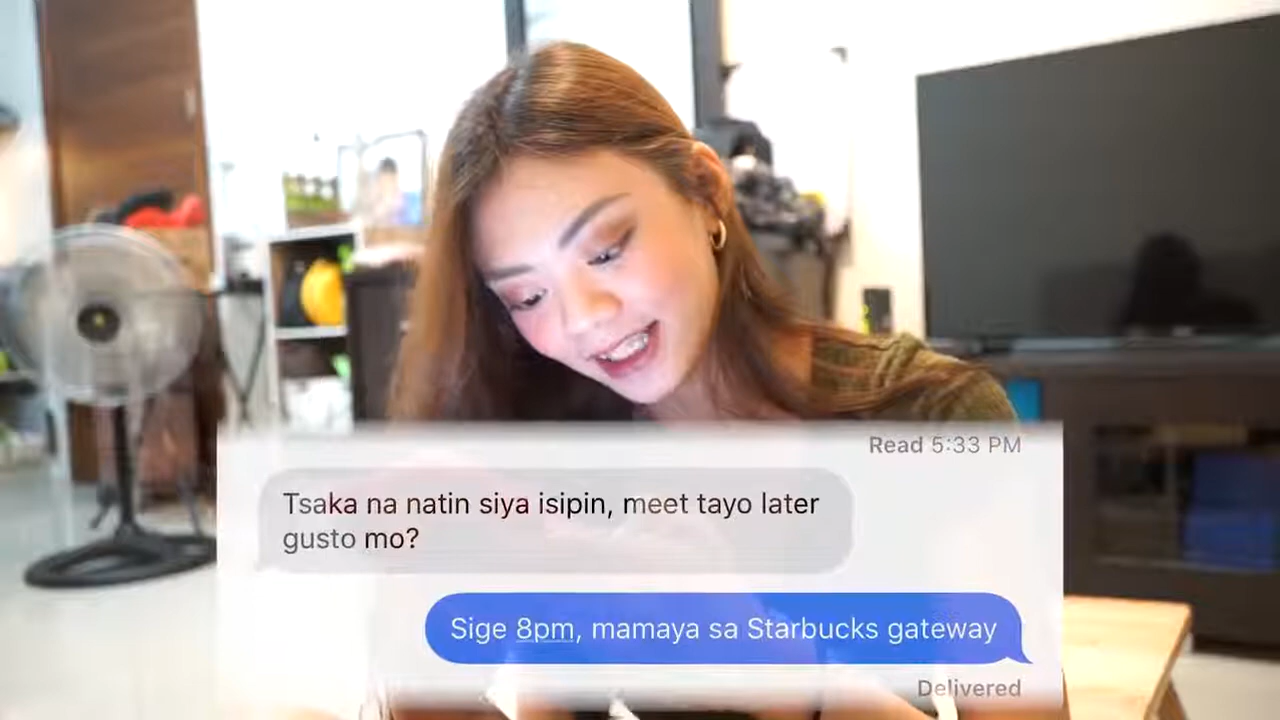 Read 5:33 PM
Tsaka na natin siya isipin, meet tayo later
gusto mo?
Sige 8pm, mamaya sa Starbucks gateway
Delivered